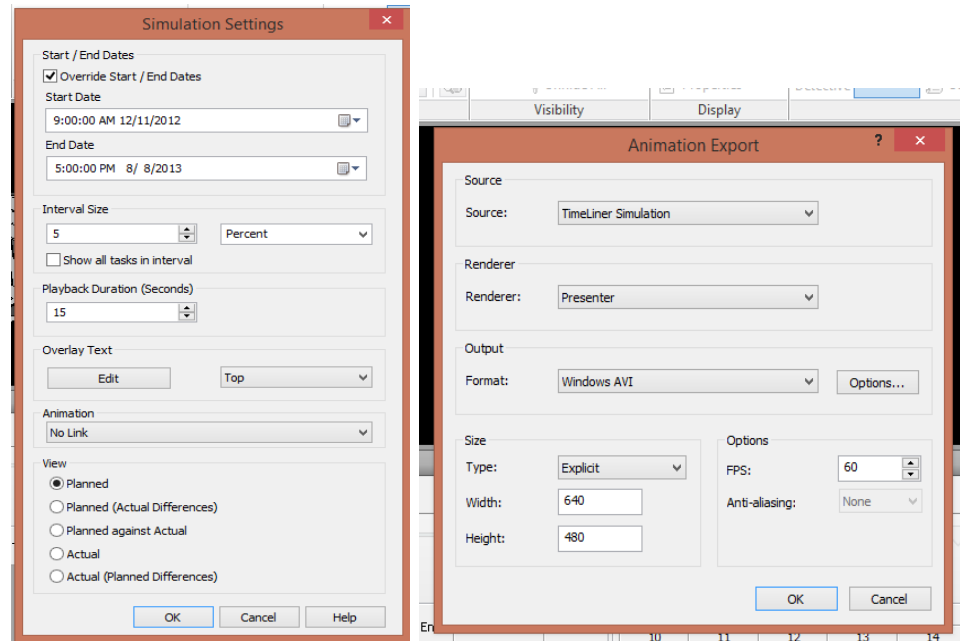 Simulation Settings
Start / End Dates
Override Start / End Dates
Start Date
9:00:00 AM 12/11/2012
End Date
5:00:00 PM 8/ 8/2013
Interval Size
5 Percent
Show all tasks in interval
Playback Duration (Seconds)
15
Overlay Text
Edit Top
Animation
No Link
View
Planned
Planned (Actual Differences)
Planned against Actual
Actual
Actual (Planned Differences)
OK Cancel Help
Visibility Display
Animation Export ?
Source
Source: TimeLiner Simulation
Renderer
Renderer: Presenter
Output
Format: Windows AVI Options...
Size
Type: Explicit
Width: 640
Height: 480
Options
FPS: 60
Anti-aliasing: None
OK Cancel
En
10 11 12 13 14